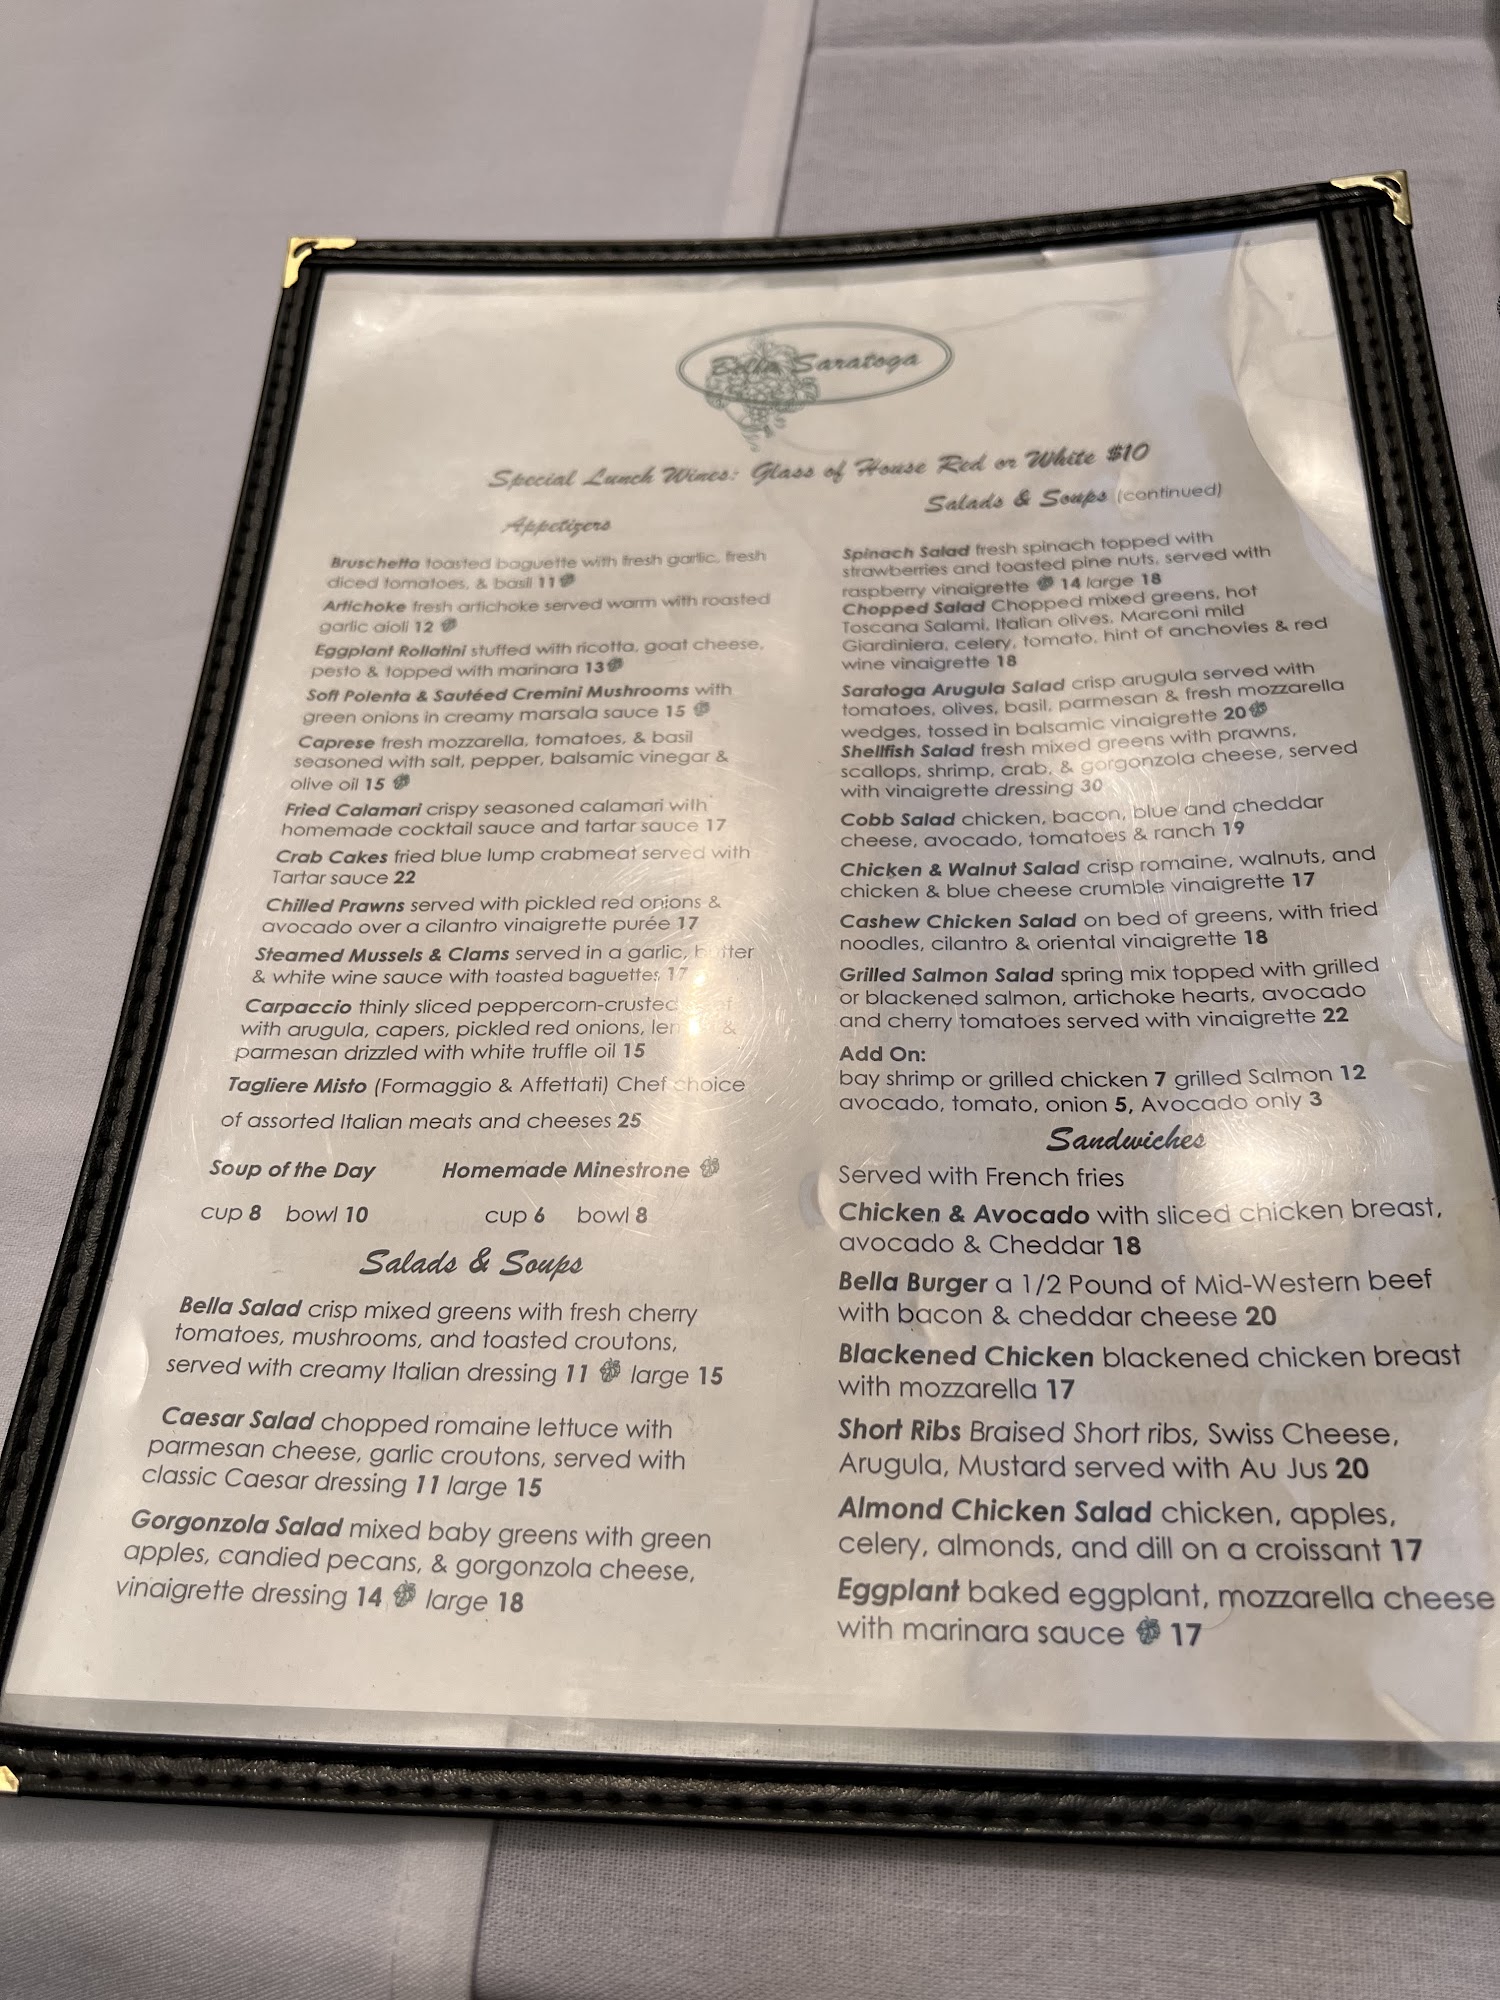 Bella Saratoga
Special Lunch Wines: Glass of House Red or White $10
Appetizers
Bruschetta toasted baguette with fresh garlic, fresh
diced tomatoes, & basil 11
Artichoke fresh artichoke served warm with roasted
garlic aioli 12
Eggplant Rollatini stuffed with ricotta, goat cheese,
pesto & topped with marinara 13
Soft Polenta & Sautéed Cremini Mushrooms with
green onions in creamy marsala sauce 15
Caprese fresh mozzarella, tomatoes, & basil
seasoned with salt, pepper, balsamic vinegar &
olive oil 15
Fried Calamari crispy seasoned calamari with
homemade cocktail sauce and tartar sauce 17
Crab Cakes fried blue lump crabmeat served with
Tartar sauce 22
Chilled Prawns served with pickled red onions &
avocado over a cilantro vinaigrette purée 17
Steamed Mussels & Clams served in a garlic, butter
& white wine sauce with toasted baguettes 17
Carpaccio thinly sliced peppercorn-crusted
with arugula, capers, pickled red onions, &
parmesan drizzled with white truffle oil 15
Tagliere Misto (Formaggio & Affettati) Chef choice
of assorted Italian meats and cheeses 25
Soup of the Day Homemade Minestrone
cup 8 bowl 10 cup 6 bowl 8
Salads & Soups
Bella Salad crisp mixed greens with fresh cherry
tomatoes, mushrooms, and toasted croutons,
served with creamy Italian dressing 11 large 15
Caesar Salad chopped romaine lettuce with
parmesan cheese, garlic croutons, served with
classic Caesar dressing 11 large 15
Gorgonzola Salad mixed baby greens with green
apples, candied pecans, & gorgonzola cheese,
vinaigrette dressing 14 large 18
Salads & Soups (continued)
Spinach Salad fresh spinach topped with
strawberries and toasted pine nuts, served with
raspberry vinaigrette 14 large 18
Chopped Salad Chopped mixed greens, hot
Toscana Salami, Italian olives, Marconi mild
Giardiniera, celery, tomato, hint of anchovies & red
wine vinaigrette 18
Saratoga Arugula Salad crisp arugula served with
tomatoes, olives, basil, parmesan & fresh mozzarella
wedges, tossed in balsamic vinaigrette 20
Shellfish Salad fresh mixed greens with prawns,
scallops, shrimp, crab, & gorgonzola cheese, served
with vinaigrette dressing 30
Cobb Salad chicken, bacon, blue and cheddar
cheese, avocado, tomatoes & ranch 19
Chicken & Walnut Salad crisp romaine, walnuts, and
chicken & blue cheese crumble vinaigrette 17
Cashew Chicken Salad on bed of greens, with fried
noodles, cilantro & oriental vinaigrette 18
Grilled Salmon Salad spring mix topped with grilled
or blackened salmon, artichoke hearts, avocado
and cherry tomatoes served with vinaigrette 22
Add On:
bay shrimp or grilled chicken 7 grilled Salmon 12
avocado, tomato, onion 5, Avocado only 3
Sandwiches
Served with French fries
Chicken & Avocado with sliced chicken breast,
avocado & Cheddar 18
Bella Burger a 1/2 Pound of Mid-Western beef
with bacon & cheddar cheese 20
Blackened Chicken blackened chicken breast
with mozzarella 17
Short Ribs Braised Short ribs, Swiss Cheese,
Arugula, Mustard served with Au Jus 20
Almond Chicken Salad chicken, apples,
celery, almonds, and dill on a croissant 17
Eggplant baked eggplant, mozzarella cheese
with marinara sauce 17